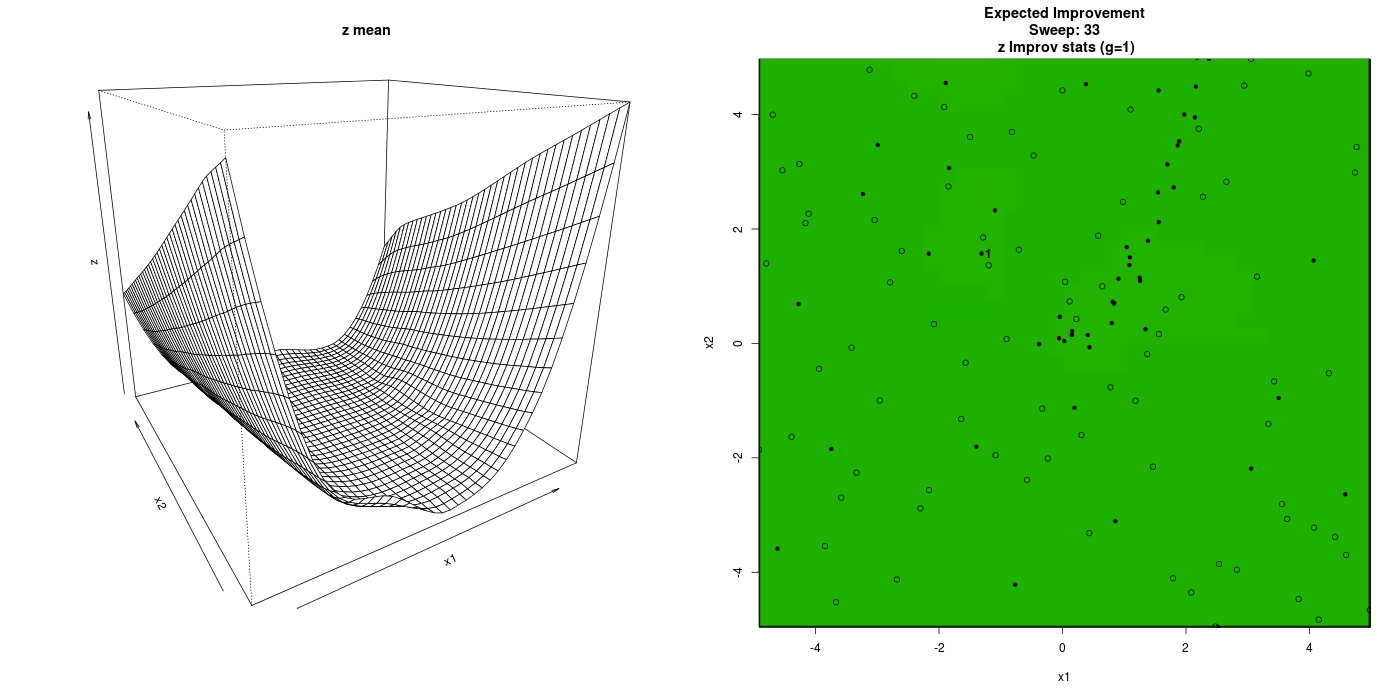 z mean
z
x2
x1
Expected Improvement
Sweep: 33
z Improv stats (g=1)
4
2
0
-2
-4
x2
1
-4
-2
0
2
4
x1